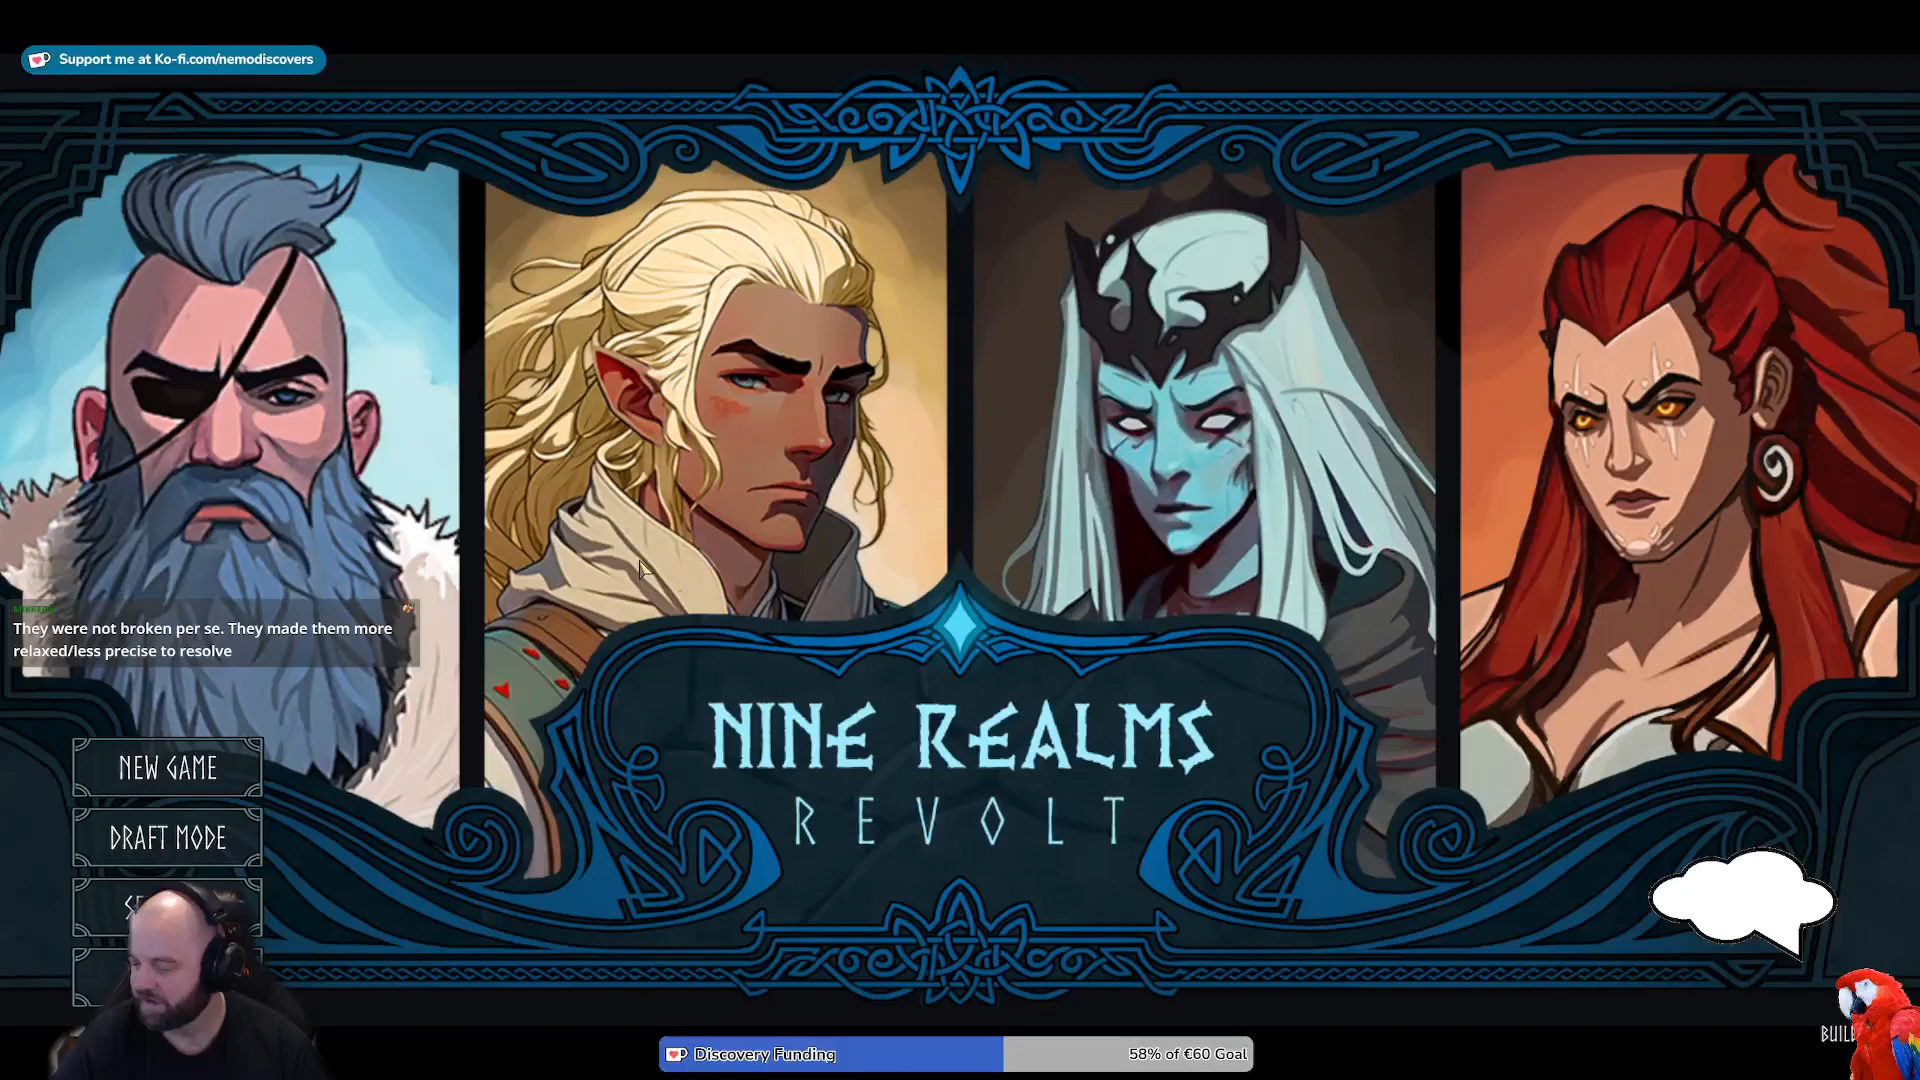 Support me at Ko-fi.com/nemodiscovers
They were not broken per se. They made them more
relaxed/less precise to resolve
NINE REALMS
REVOLT
NEW GAME
DRAFT MODE
Discovery Funding
58% of €60 Goal